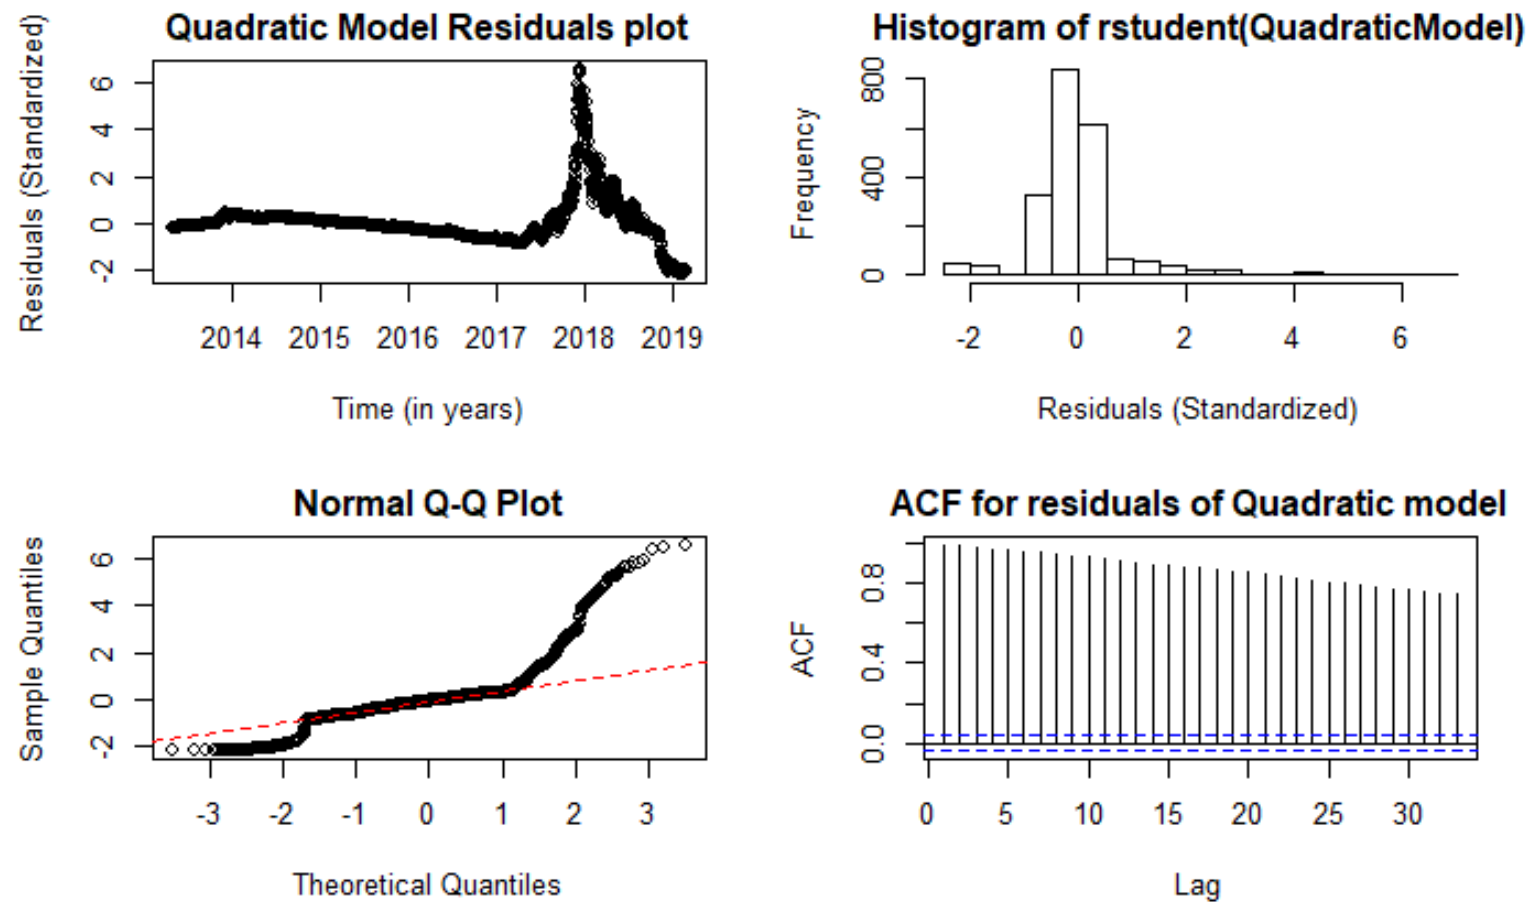 Quadratic Model Residuals plot
Residuals (Standardized)
6
4
2
0
-2
2014 2015 2016 2017 2018 2019
Time (in years)
Histogram of rstudent(QuadraticModel)
Frequency
800
400
0
-2 0 2 4 6
Residuals (Standardized)
Normal Q-Q Plot
Sample Quantiles
6
4
2
0
-2
-3 -2 -1 0 1 2 3
Theoretical Quantiles
ACF for residuals of Quadratic model
ACF
0.8
0.4
0.0
0 5 10 15 20 25 30
Lag